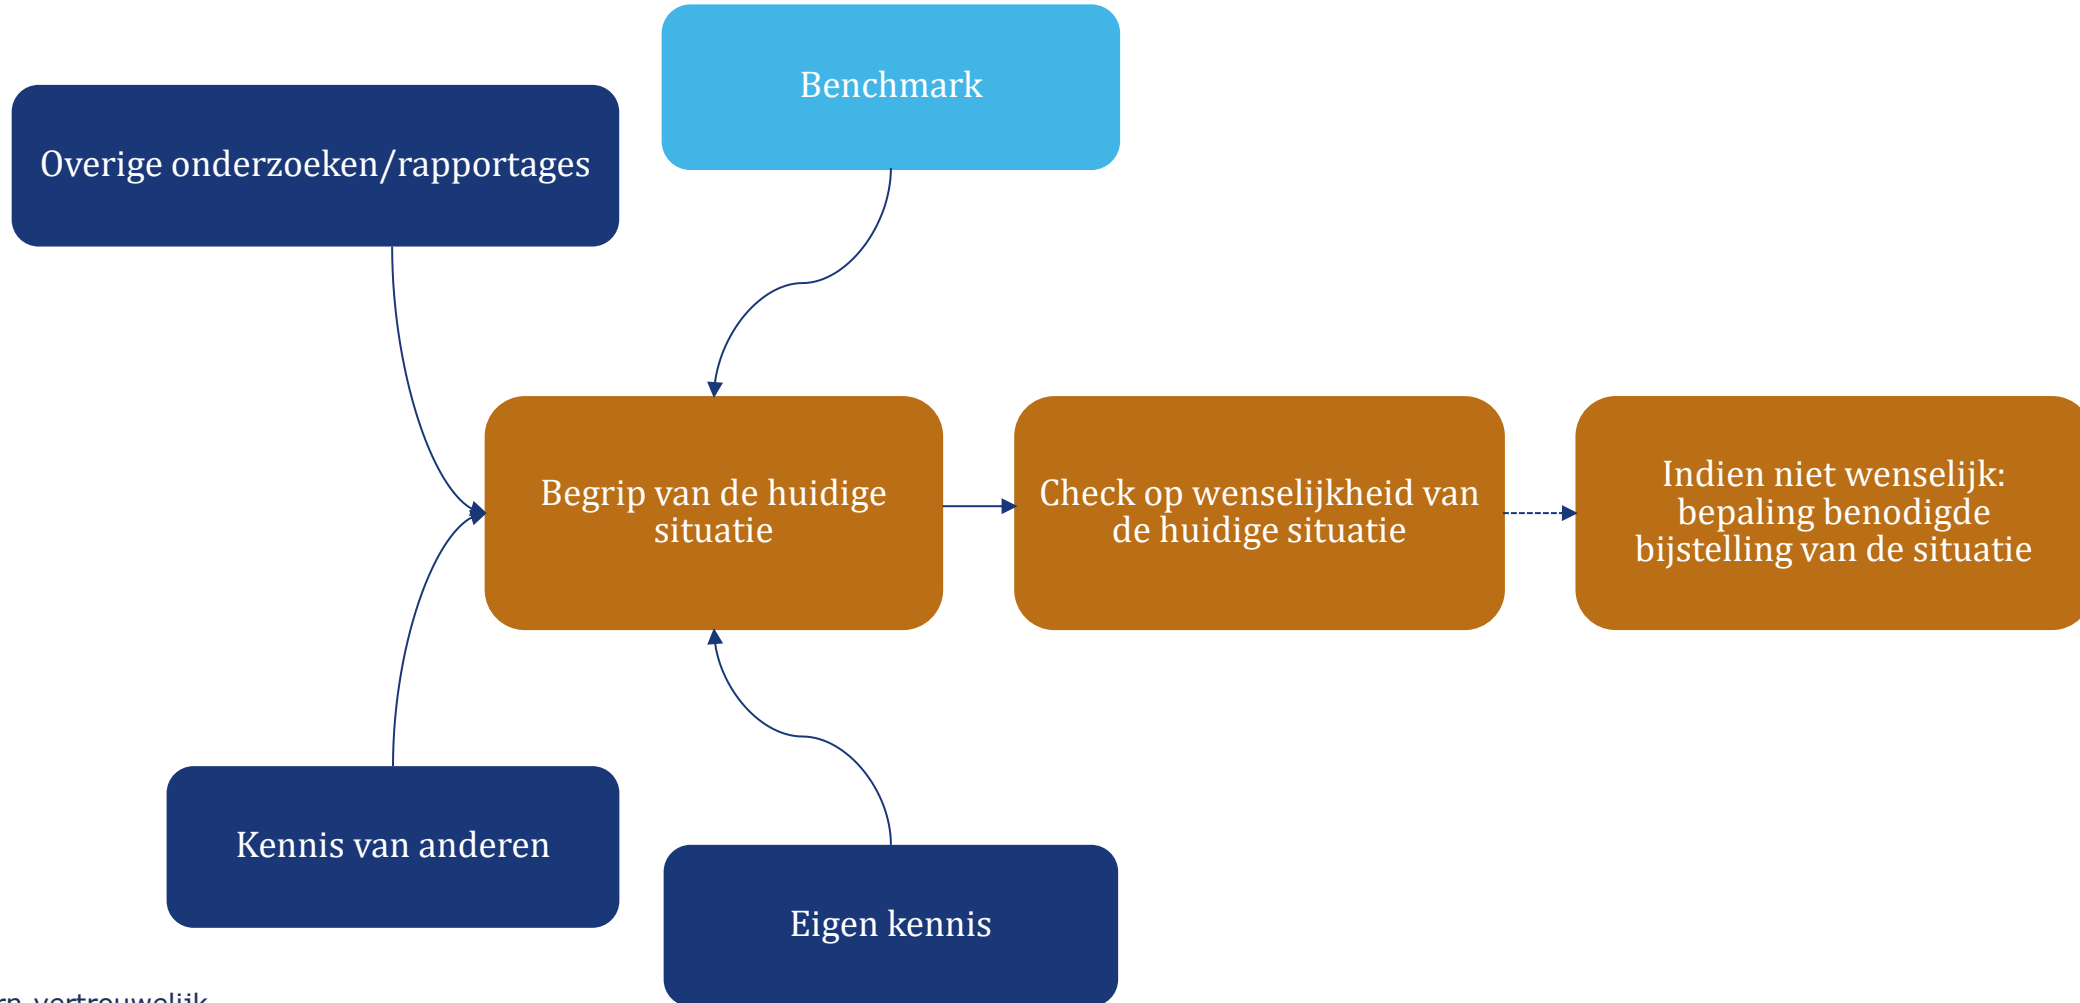 Benchmark
Overige onderzoeken/rapportages
Begrip van de huidige
situatie
Check op wenselijkheid van
de huidige situatie
Indien niet wenselijk:
bepaling benodigde
bijstelling van de situatie
Kennis van anderen
Eigen kennis
vertrouwelijk